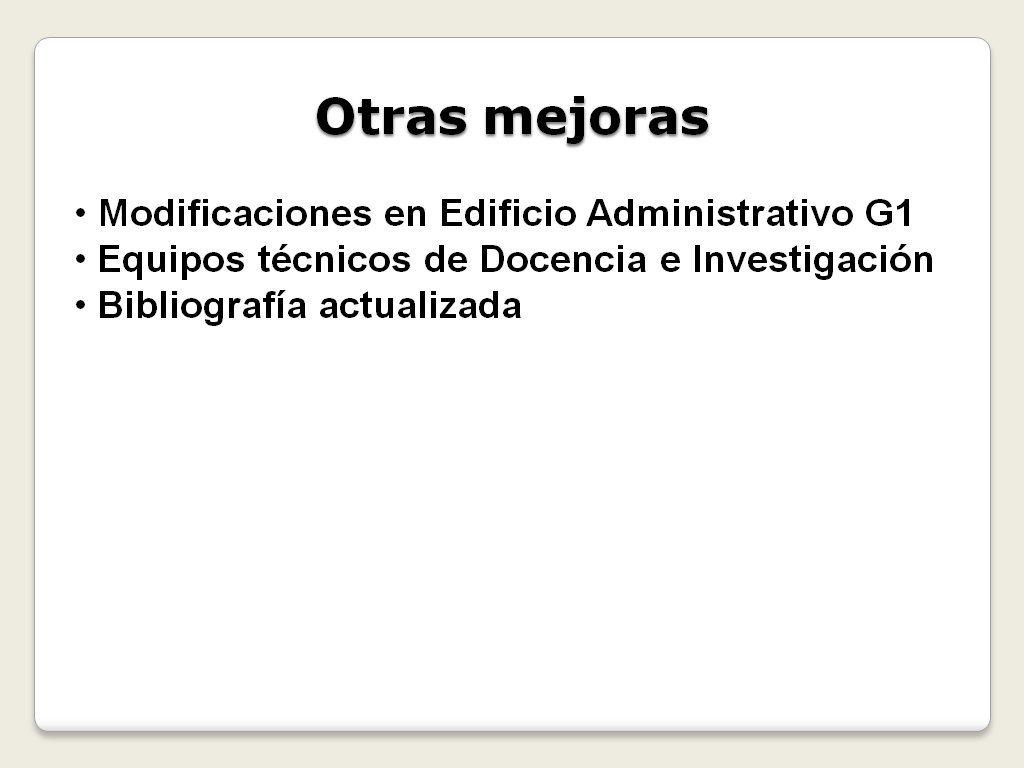 Otras mejoras
• Modificaciones en Edificio Administrativo G1
• Equipos técnicos de Docencia e Investigación
• Bibliografía actualizada